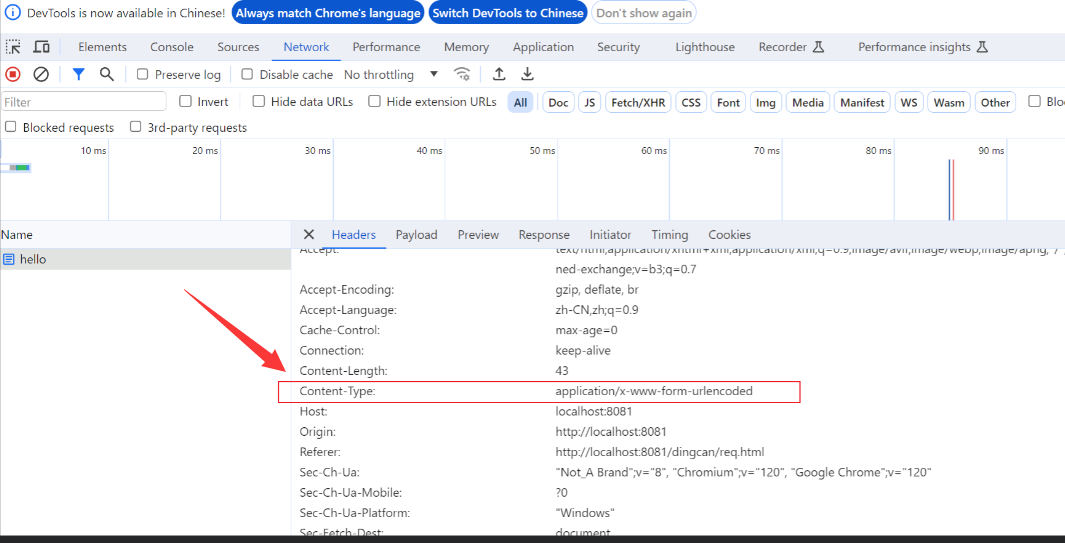 DevTools is now available in Chinese! Always match Chrome's language Switch DevTools to Chinese Don't show again
Elements Console Sources Network Performance Memory Application Security Lighthouse Recorder Performance insights
Preserve log Disable cache No throttling
Filter Invert Hide data URLs Hide extension URLs All Doc JS Fetch/XHR CSS Font Img Media Manifest WS Wasm Other Bloc
Blocked requests 3rd-party requests
10 ms 20 ms 30 ms 40 ms 50 ms 60 ms 70 ms 80 ms 90 ms
Name Headers Payload Preview Response Initiator Timing Cookies
hello
Accept: text/html,application/xhtml+xml,application/xml;q=0.9,image/avif,image/webp,image/apng,*/*
ned-exchange;v=b3;q=0.7
Accept-Encoding: gzip, deflate, br
Accept-Language: zh-CN,zh;q=0.9
Cache-Control: max-age=0
Connection: keep-alive
Content-Length: 43
Content-Type: application/x-www-form-urlencoded
Host: localhost:8081
Origin: http://localhost:8081
Referer: http://localhost:8081/dingcan/req.html
Sec-Ch-Ua: "Not_A Brand";v="8", "Chromium";v="120", "Google Chrome";v="120"
Sec-Ch-Ua-Mobile: ?0
Sec-Ch-Ua-Platform: "Windows"
Sec-Fetch-Dest: document